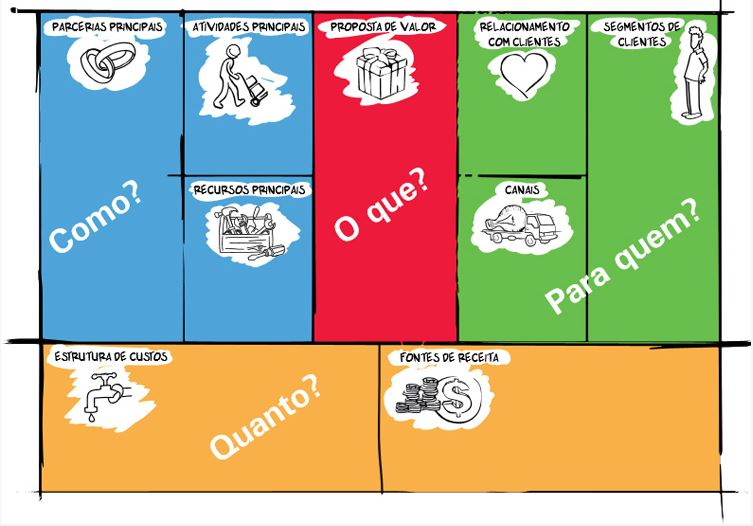 PARCERIAS PRINCIPAIS
ATIVIDADES PRINCIPAIS
PROPOSTA DE VALOR
RELACIONAMENTO
COM CLIENTES
SEGMENTOS DE
CLIENTES
Como?
RECURSOS PRINCIPAIS
O que?
CANAIS
Para quem?
ESTRUTURA DE CUSTOS
Quanto?
FONTES DE RECEITA
$